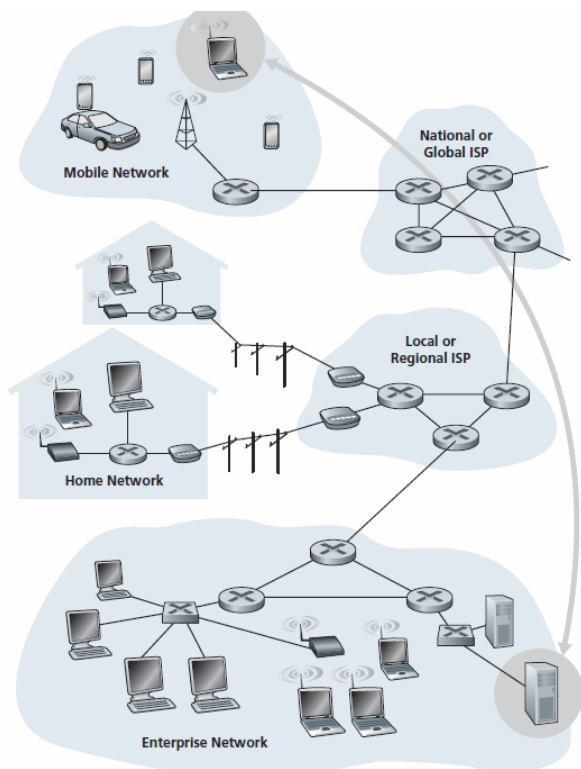 National or
Global ISP
Mobile Network
Local or
Regional ISP
Home Network
Enterprise Network